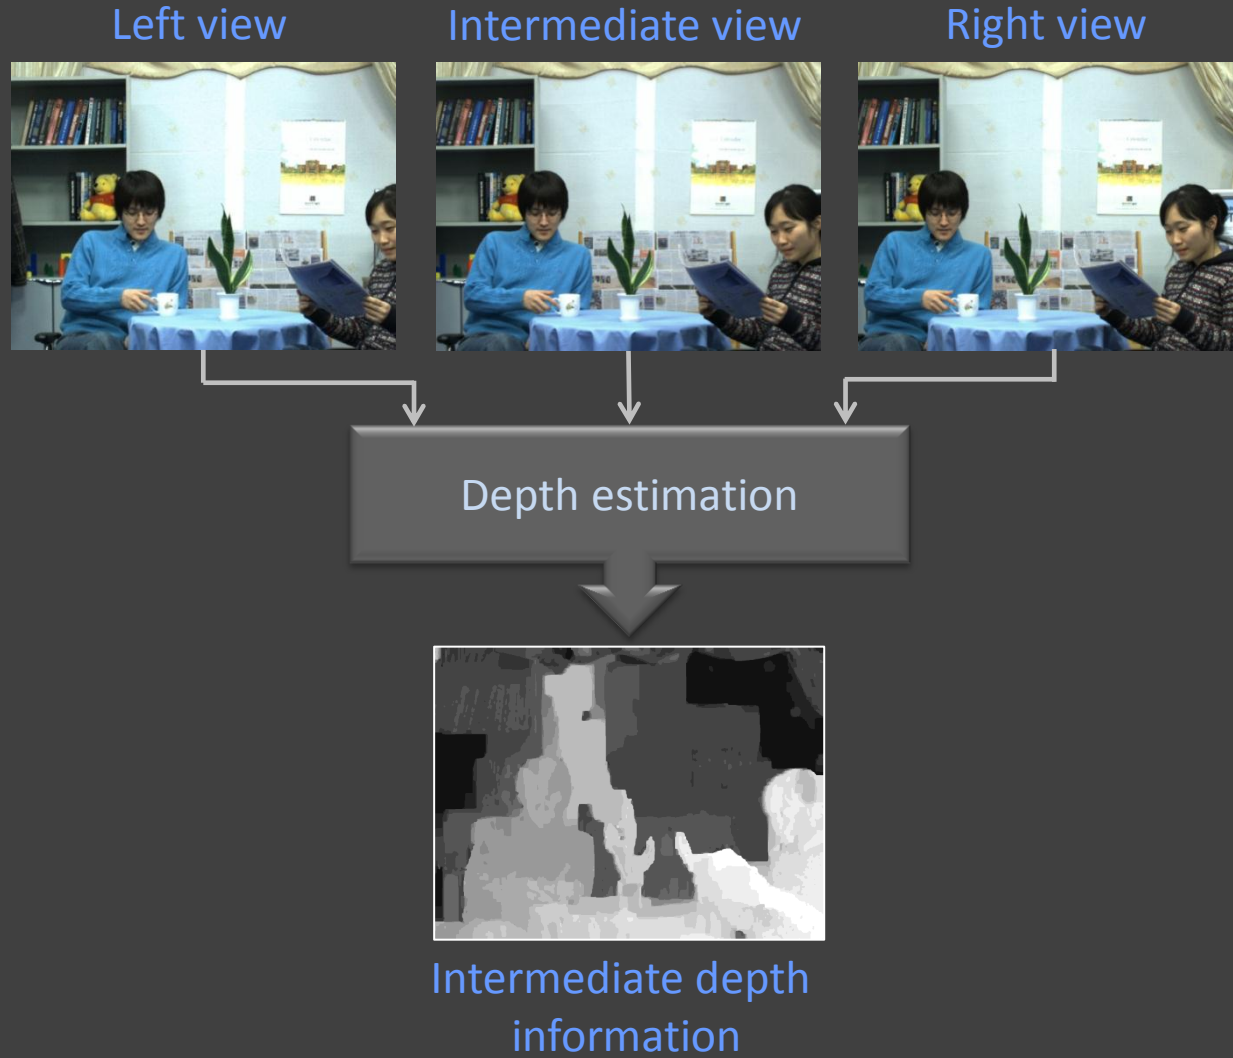 Left view
Intermediate view
Right view
Depth estimation
Intermediate depth
information